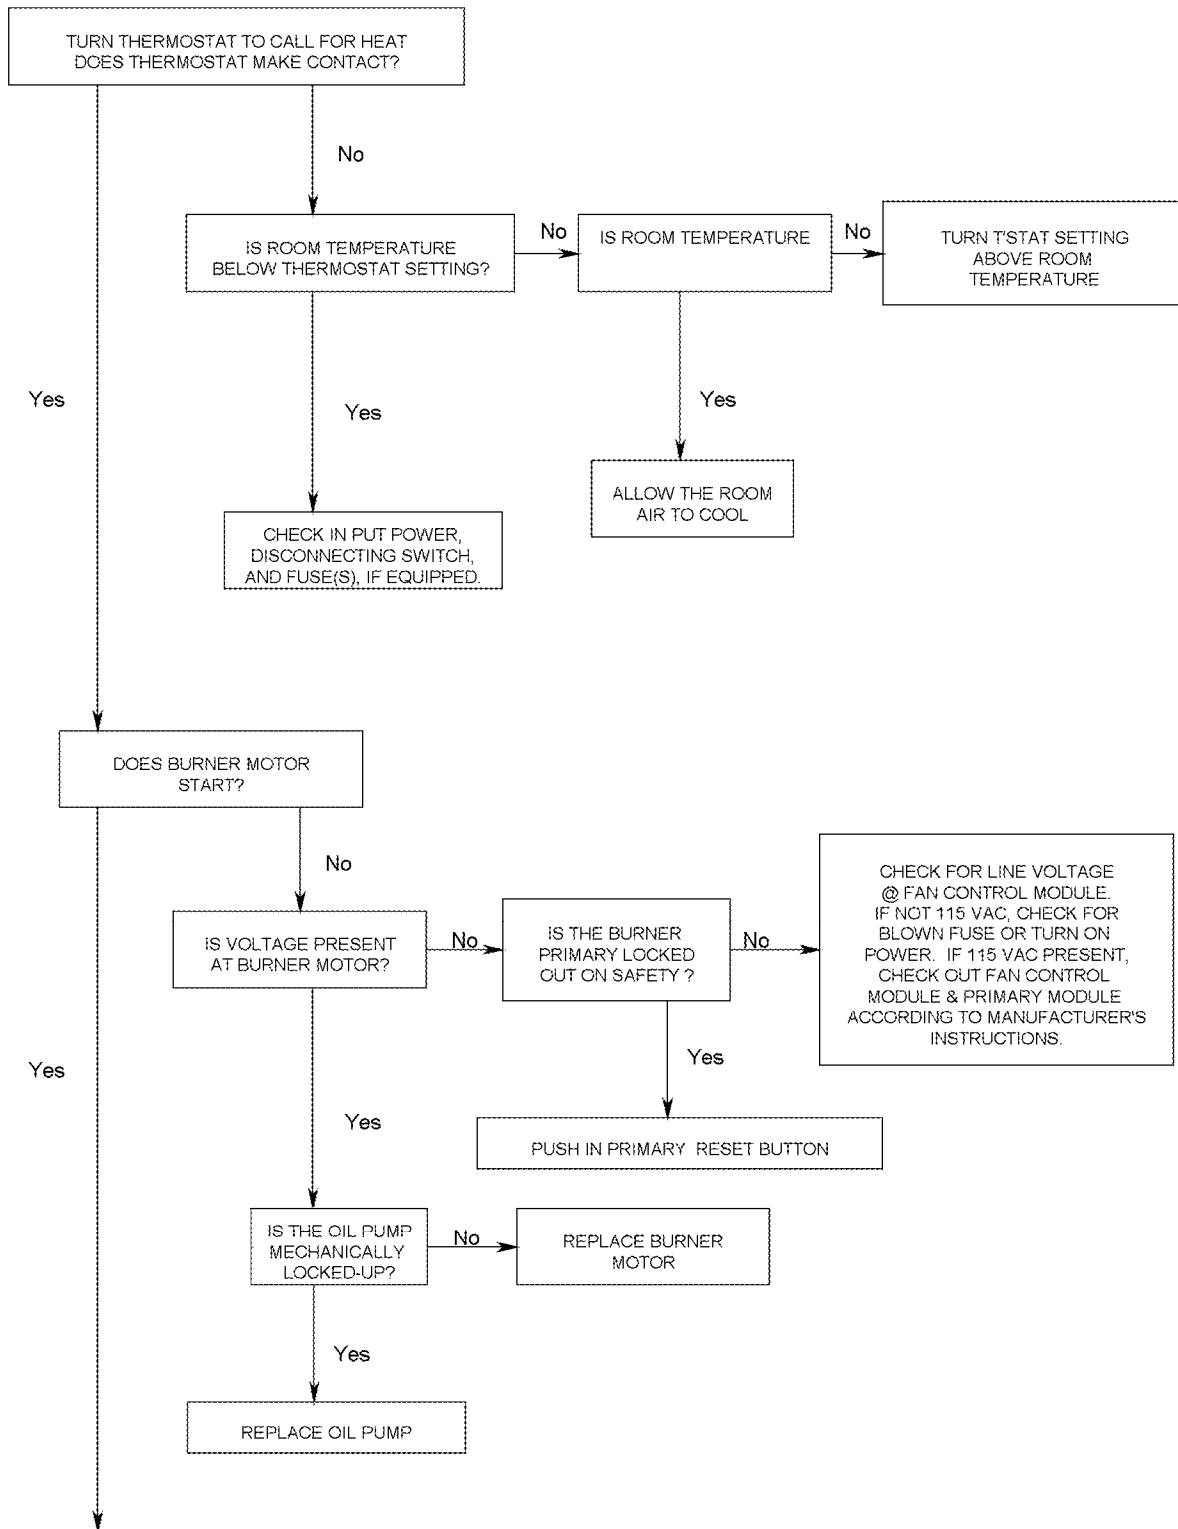 TURN THERMOSTAT TO CALL FOR HEAT
DOES THERMOSTAT MAKE CONTACT?
No
IS ROOM TEMPERATURE
BELOW THERMOSTAT SETTING?
No
IS ROOM TEMPERATURE
No
TURN T'STAT SETTING
ABOVE ROOM
TEMPERATURE
Yes
Yes
Yes
ALLOW THE ROOM
AIR TO COOL
CHECK IN PUT POWER,
DISCONNECTING SWITCH,
AND FUSE(S), IF EQUIPPED.
DOES BURNER MOTOR
START?
No
IS VOLTAGE PRESENT
AT BURNER MOTOR?
No
IS THE BURNER
PRIMARY LOCKED
OUT ON SAFETY ?
No
CHECK FOR LINE VOLTAGE
@ FAN CONTROL MODULE.
IF NOT 115 VAC, CHECK FOR
BLOWN FUSE OR TURN ON
POWER.  IF 115 VAC PRESENT,
CHECK OUT FAN CONTROL
MODULE & PRIMARY MODULE
ACCORDING TO MANUFACTURER'S
INSTRUCTIONS.
Yes
Yes
Yes
PUSH IN PRIMARY  RESET BUTTON
IS THE OIL PUMP
MECHANICALLY
LOCKED-UP?
No
REPLACE BURNER
MOTOR
Yes
REPLACE OIL PUMP